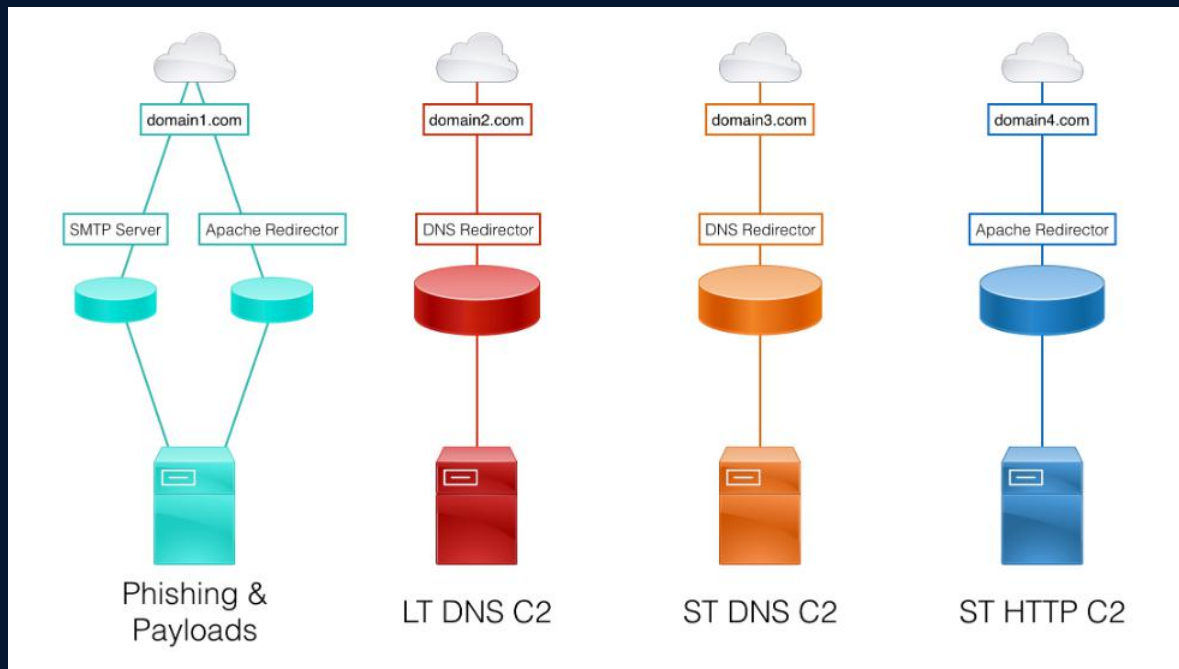 domain1.com
domain2.com
domain3.com
domain4.com
SMTP Server
Apache Redirector
DNS Redirector
DNS Redirector
Apache Redirector
Phishing &
Payloads
LT DNS C2
ST DNS C2
ST HTTP C2